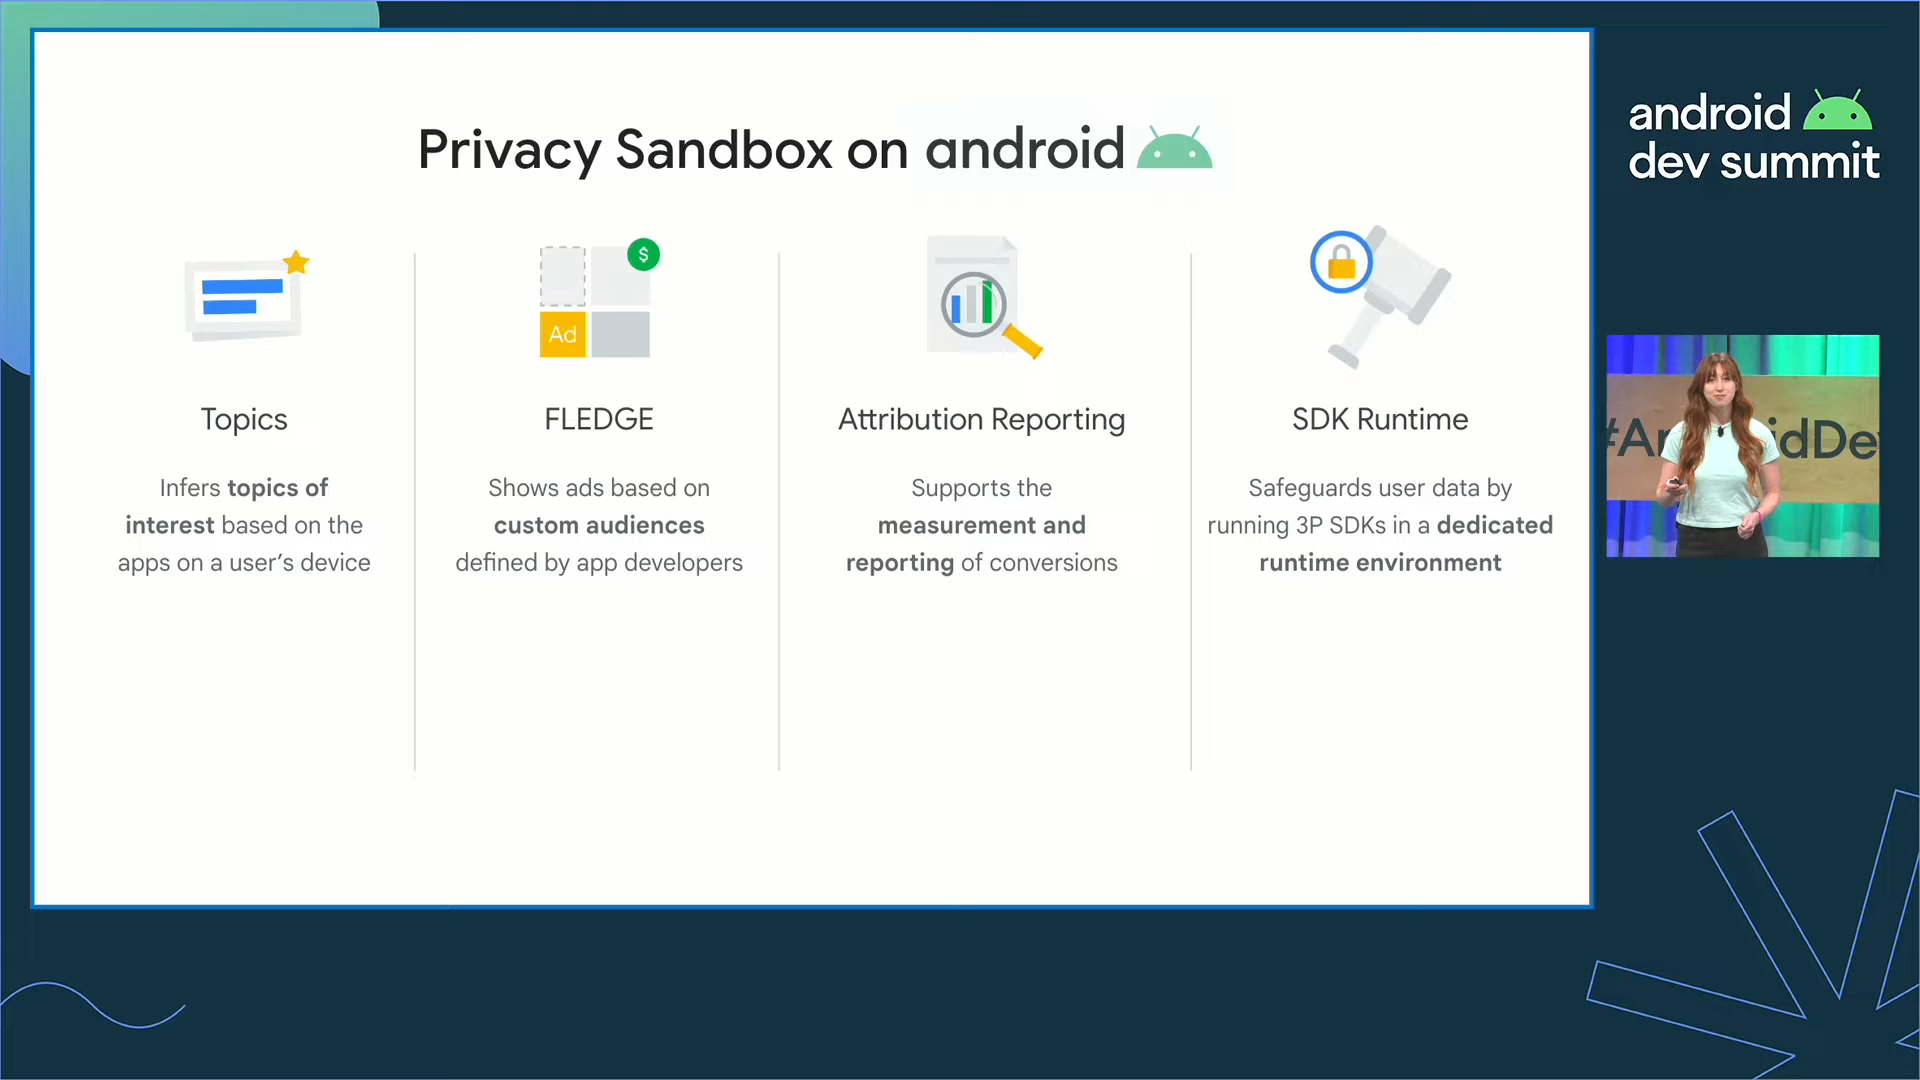 Privacy Sandbox on android
android
dev summit
$
Ad
Topics
Infers topics of
interest based on the
apps on a user's device
FLEDGE
Shows ads based on
custom audiences
defined by app developers
Attribution Reporting
Supports the
measurement and
reporting of conversions
SDK Runtime
Safeguards user data by
running 3P SDKs in a dedicated
runtime environment
#An idDev